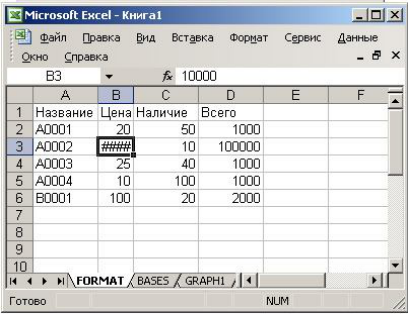 Microsoft Excel - Книга1
Файл Правка Вид Вставка Формат Сервис Данные
Окно Справка
B3 fx 10000
A B C D E F
1 Название Цена Наличие Всего
2 A0001 20 50 1000
3 A0002 #### 10 100000
4 A0003 25 40 1000
5 A0004 10 100 1000
6 B0001 100 20 2000
7
8
9
10
FORMAT BASES GRAPH1
Готово NUM